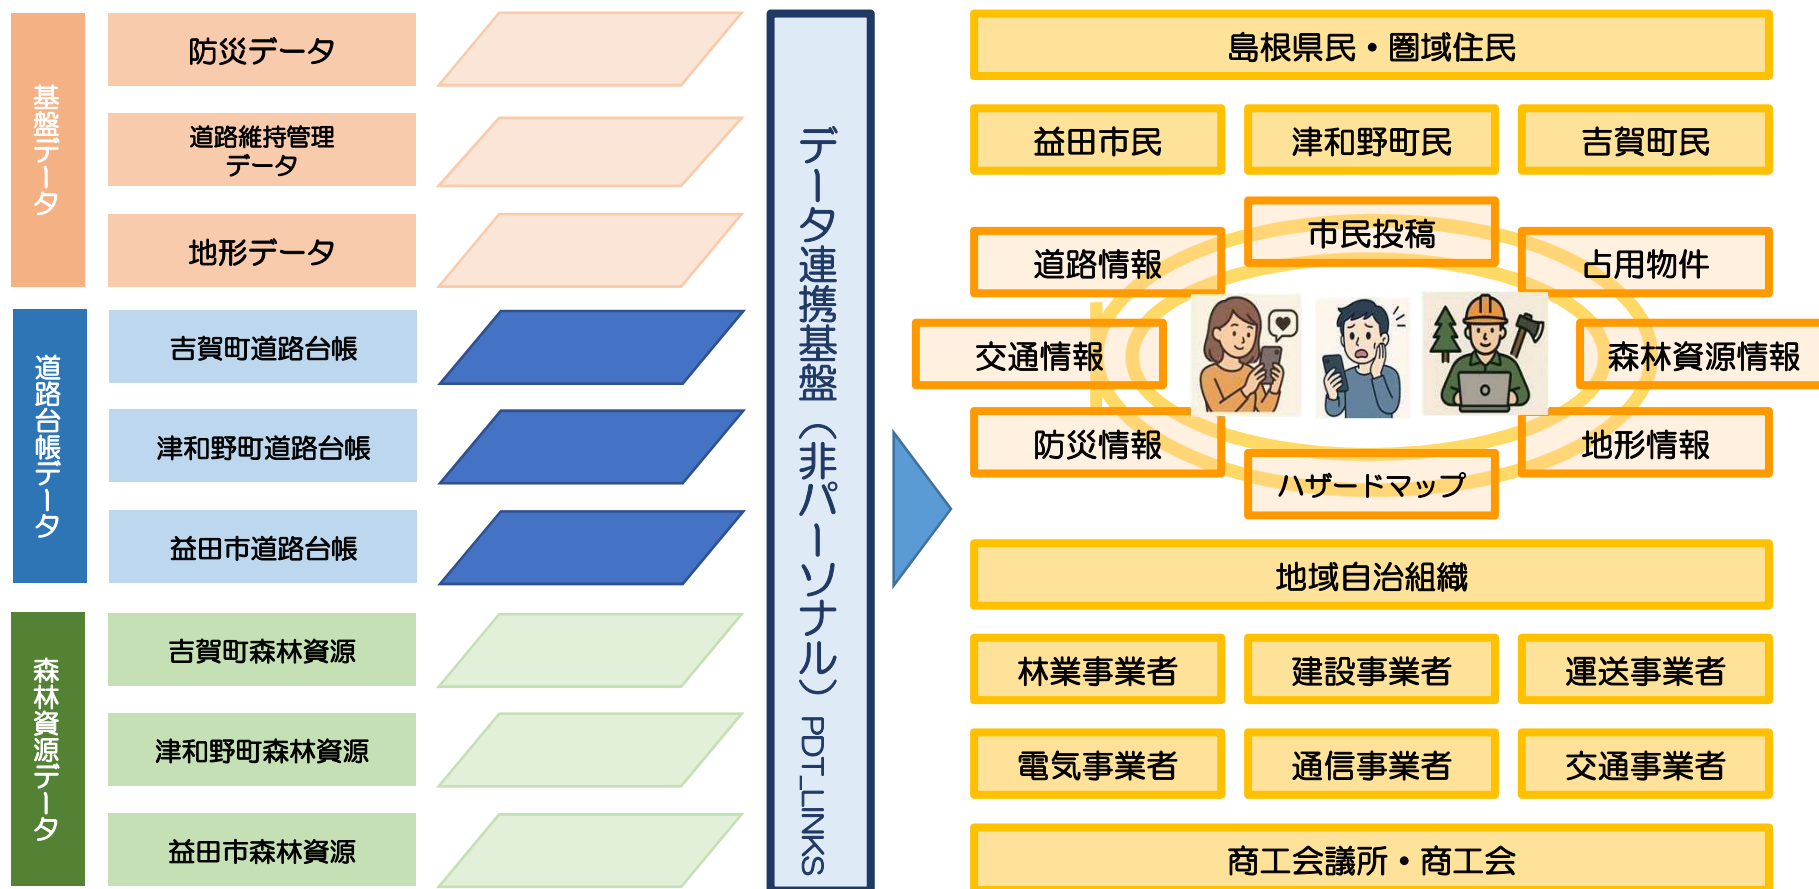 基盤データ
防災データ
道路維持管理
データ
地形データ
道路台帳データ
吉賀町道路台帳
津和野町道路台帳
益田市道路台帳
森林資源データ
吉賀町森林資源
津和野町森林資源
益田市森林資源
データ連携基盤（非パーソナル）PDT_LINKS
島根県民・圏域住民
益田市民
津和野町民
吉賀町民
市民投稿
道路情報
占用物件
交通情報
森林資源情報
防災情報
地形情報
ハザードマップ
地域自治組織
林業事業者
建設事業者
運送事業者
電気事業者
通信事業者
交通事業者
商工会議所・商工会